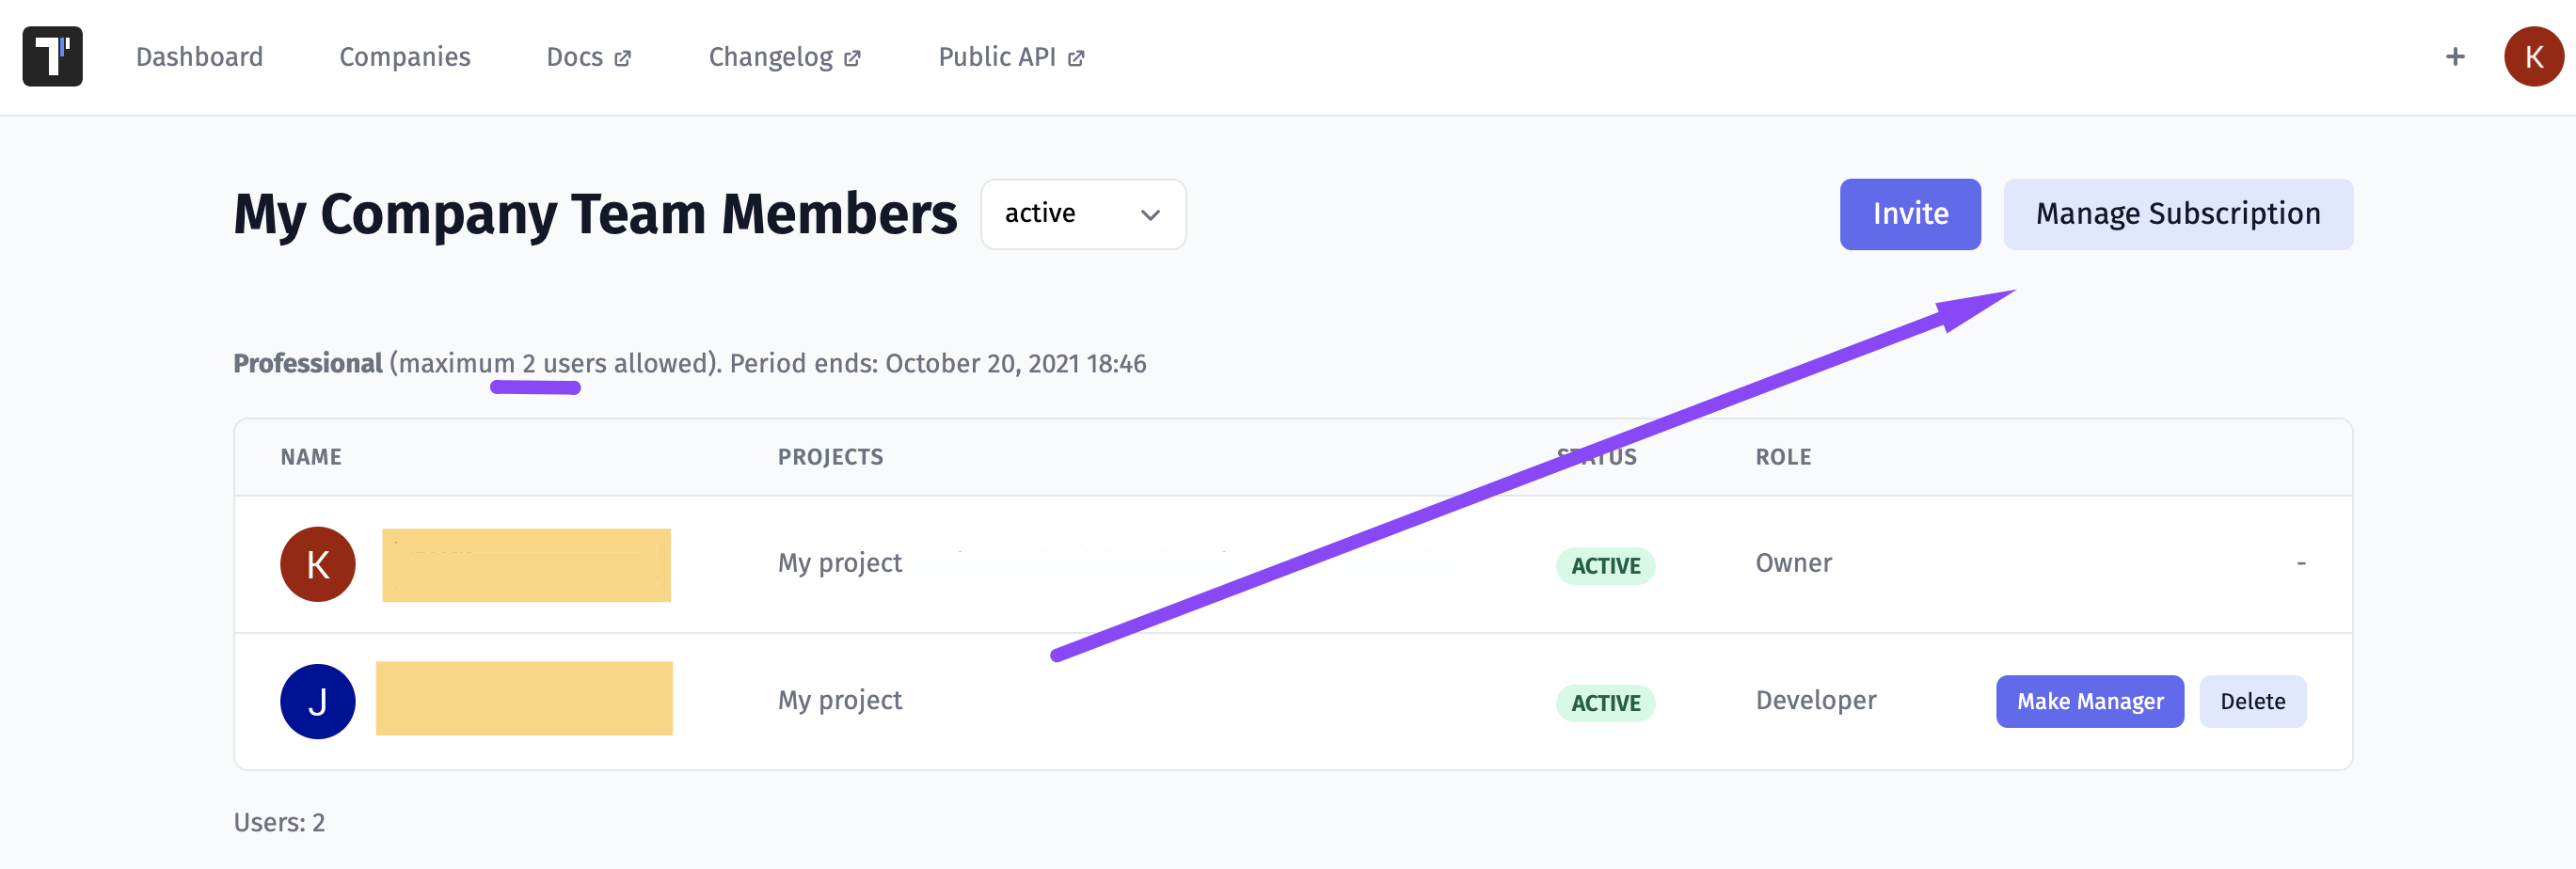 Dashboard Companies Docs Changelog Public API + K
My Company Team Members active Invite Manage Subscription
Professional (maximum 2 users allowed). Period ends: October 20, 2021 18:46
NAME PROJECTS STATUS ROLE
K My project ACTIVE Owner -
J My project ACTIVE Developer Make Manager Delete
Users: 2